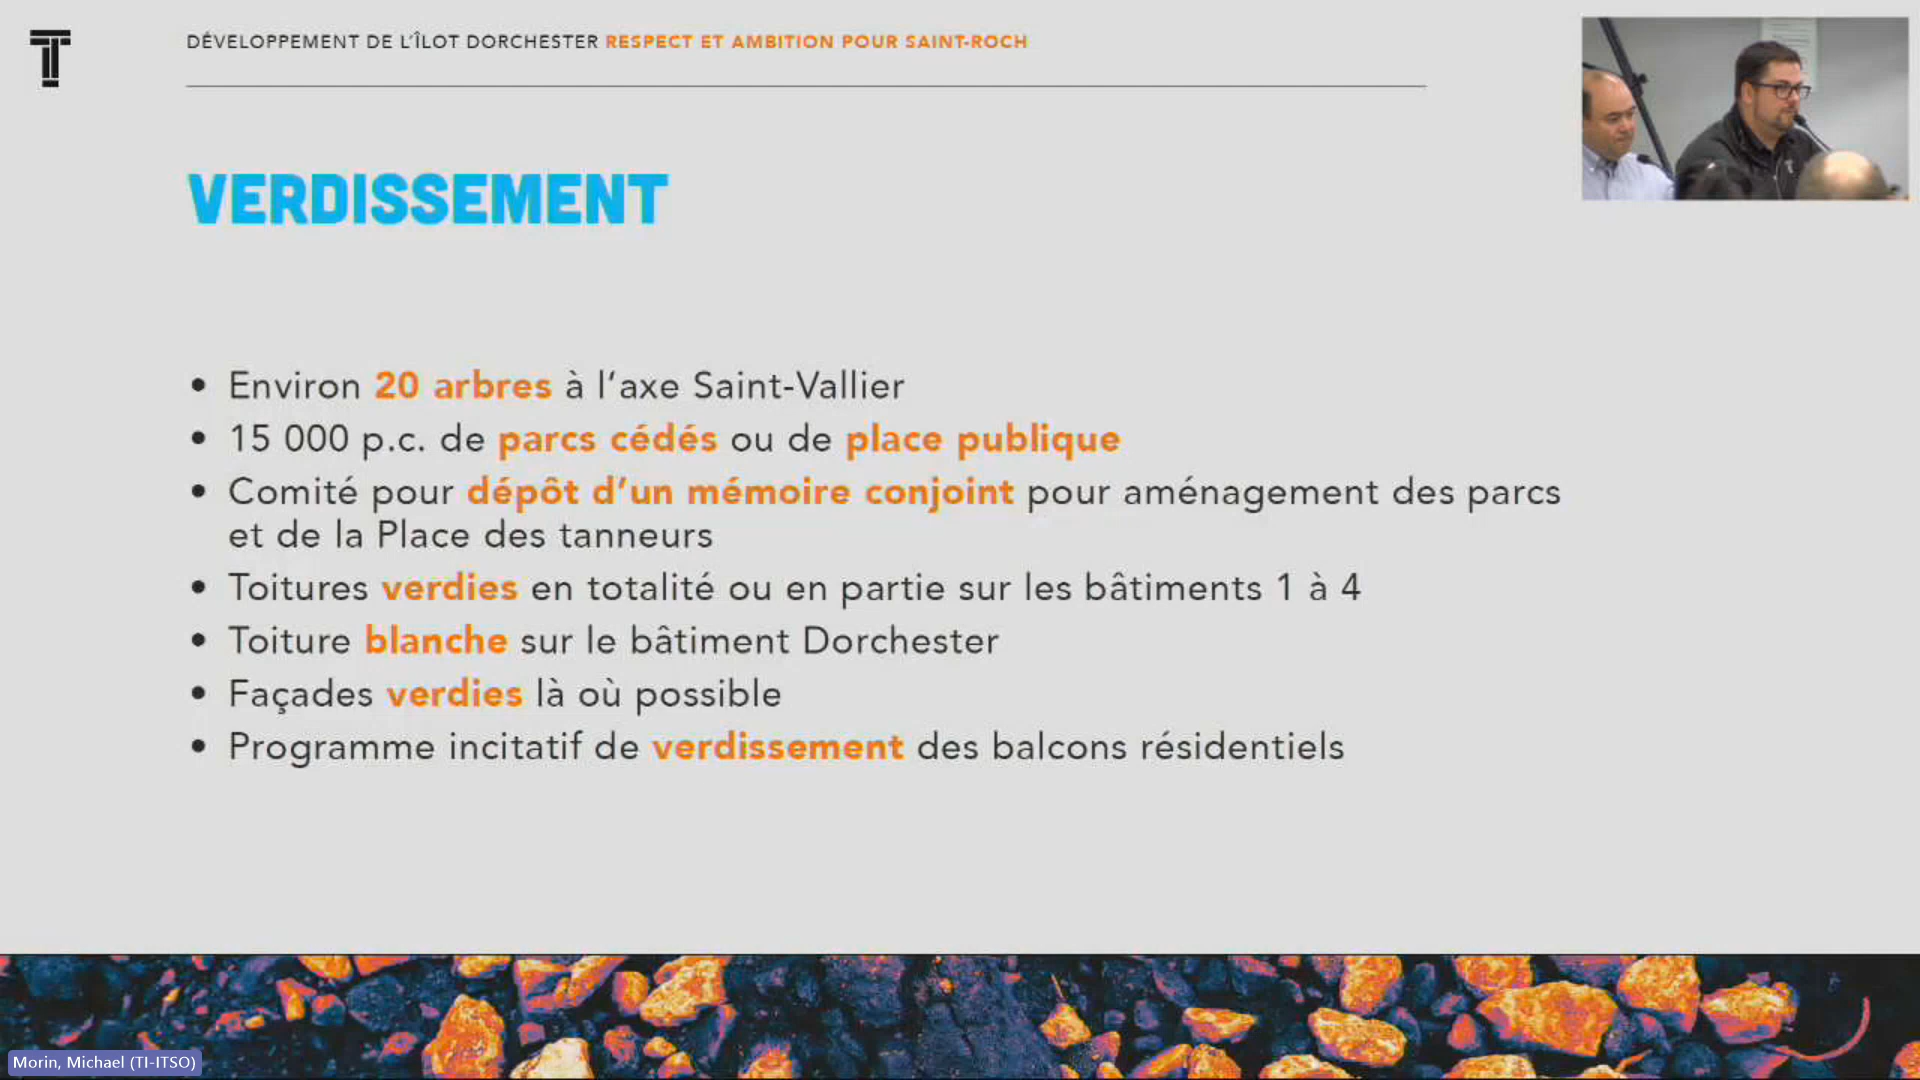 DÉVELOPPEMENT DE L'ÎLOT DORCHESTER RESPECT ET AMBITION POUR SAINT-ROCH
VERDISSEMENT
• Environ 20 arbres à l'axe Saint-Vallier
• 15 000 p.c. de parcs cédés ou de place publique
• Comité pour dépôt d'un mémoire conjoint pour aménagement des parcs
et de la Place des tanneurs
• Toitures verdies en totalité ou en partie sur les bâtiments 1 à 4
• Toiture blanche sur le bâtiment Dorchester
• Façades verdies là où possible
• Programme incitatif de verdissement des balcons résidentiels
Morin, Michael (TI-ITSO)